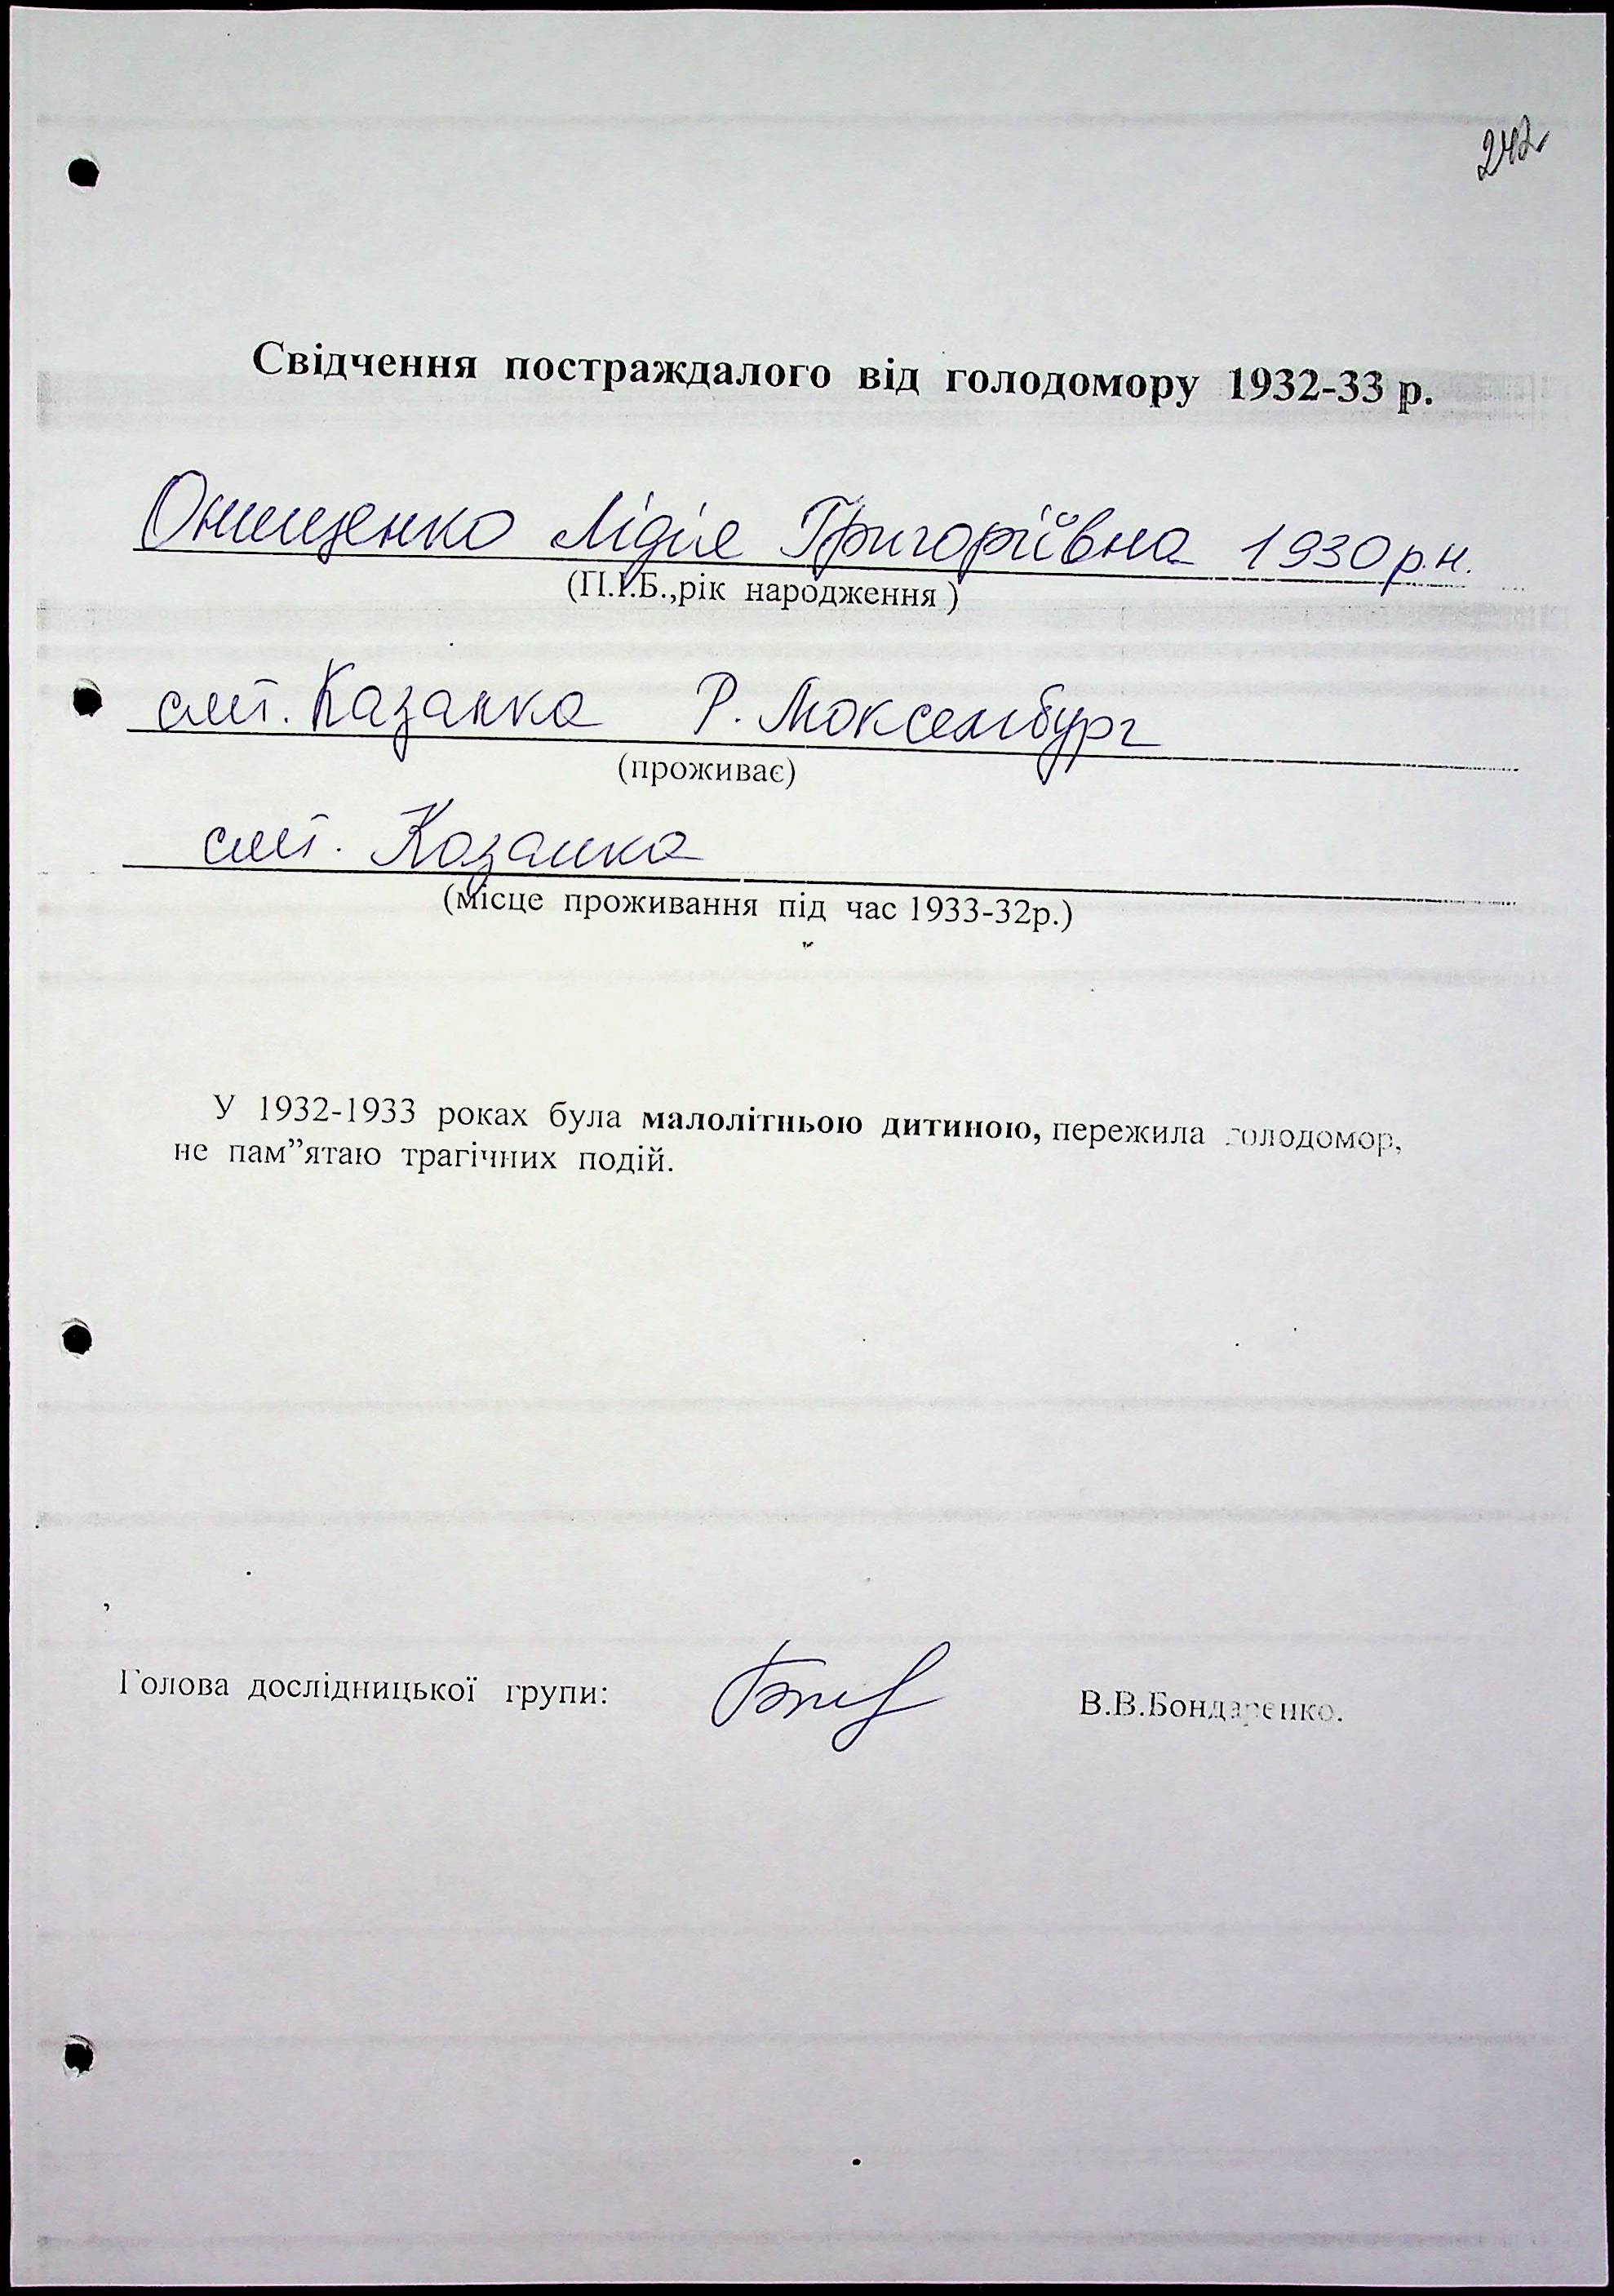 242
Свідчення постраждалого від голодомору 1932-33 р.
Онищенко Лідія Григоріївна 1930 р.н.
(П.І.Б.,рік народження )
смт. Казанка Р. Люксембург
(проживає)
смт. Казанка
(місце проживання під час 1933-32р.)
У 1932-1933 роках була малолітньою дитиною, пережила голодомор,
не пам”ятаю трагічних подій.
Голова дослідницької групи: В.В.Бондаренко.